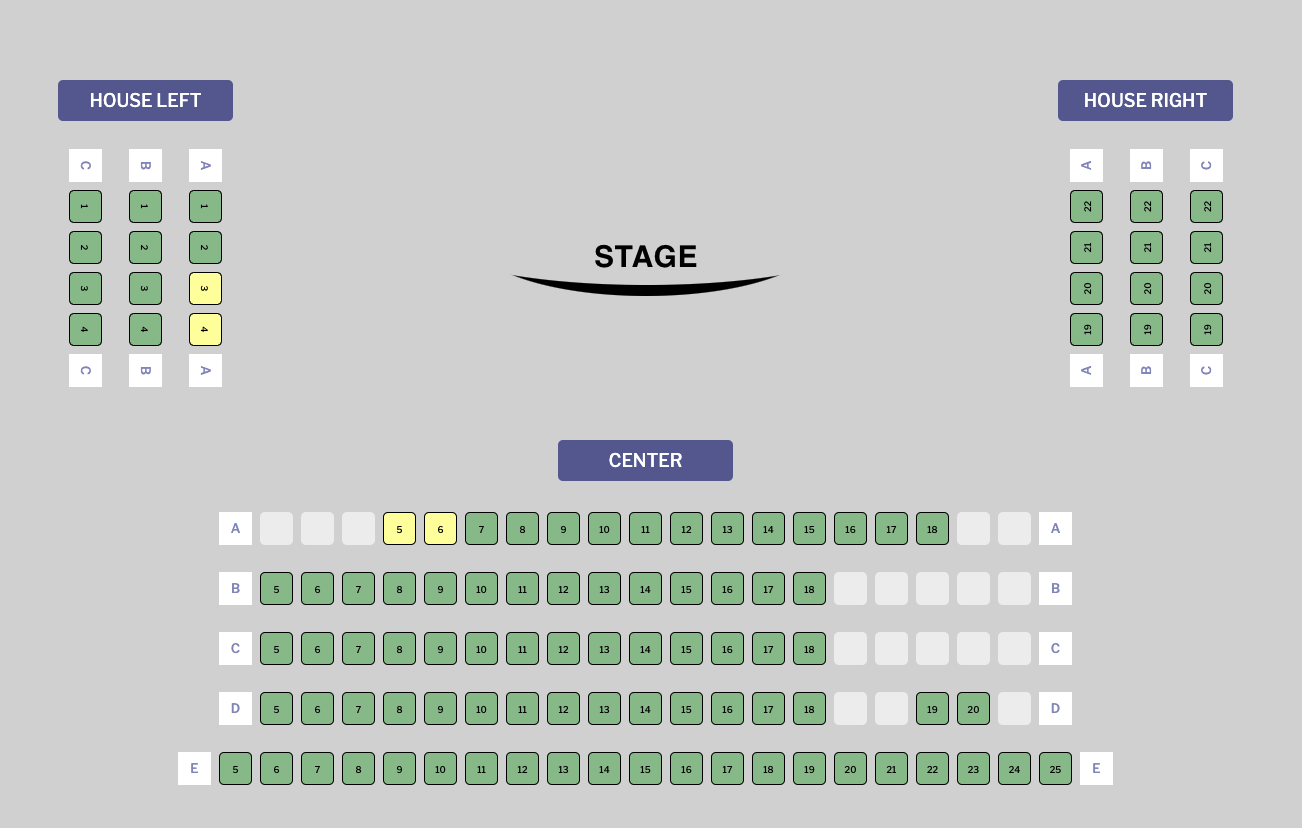 HOUSE LEFT
HOUSE RIGHT
C B A
A B C
1 1 1
22 22 22
2 2 2
21 21 21
3 3 3
20 20 20
4 4 4
19 19 19
C B A
A B C
STAGE
CENTER
A 5 6 7 8 9 10 11 12 13 14 15 16 17 18 A
B 5 6 7 8 9 10 11 12 13 14 15 16 17 18 B
C 5 6 7 8 9 10 11 12 13 14 15 16 17 18 C
D 5 6 7 8 9 10 11 12 13 14 15 16 17 18 19 20 D
E 5 6 7 8 9 10 11 12 13 14 15 16 17 18 19 20 21 22 23 24 25 E